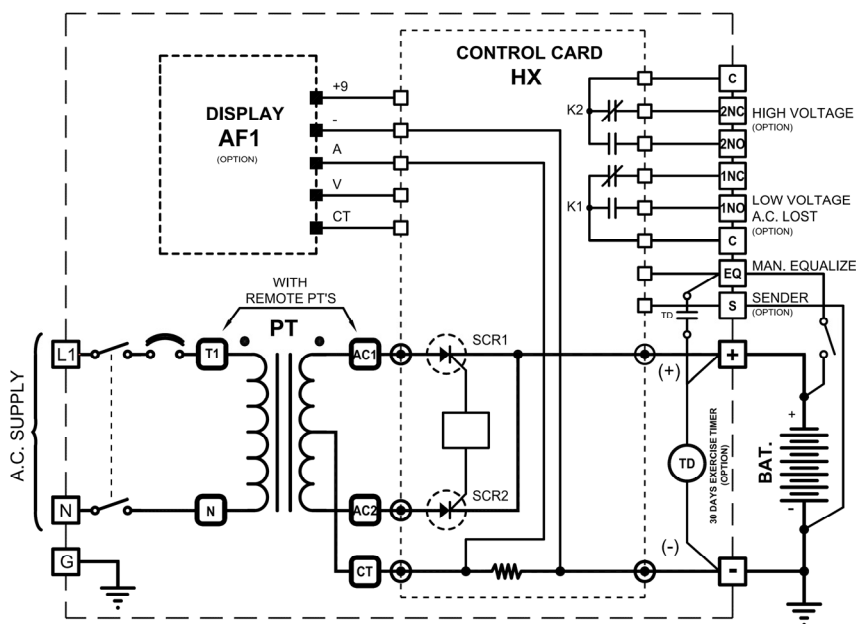 CONTROL CARD
HX
DISPLAY
AF1
(OPTION)
+9
-
A
V
CT
K2
K1
C
2NC
2NO
HIGH VOLTAGE
(OPTION)
1NC
1NO
C
LOW VOLTAGE
A.C. LOST
(OPTION)
EQ
MAN. EQUALIZE
S
SENDER
(OPTION)
TD
WITH
REMOTE PT'S
PT
A.C. SUPPLY
L1
T1
AC1
SCR1
(+)
+
N
N
AC2
SCR2
TD
30 DAYS EXERCISE TIMER
(OPTION)
+
BAT.
-
G
CT
(-)
-